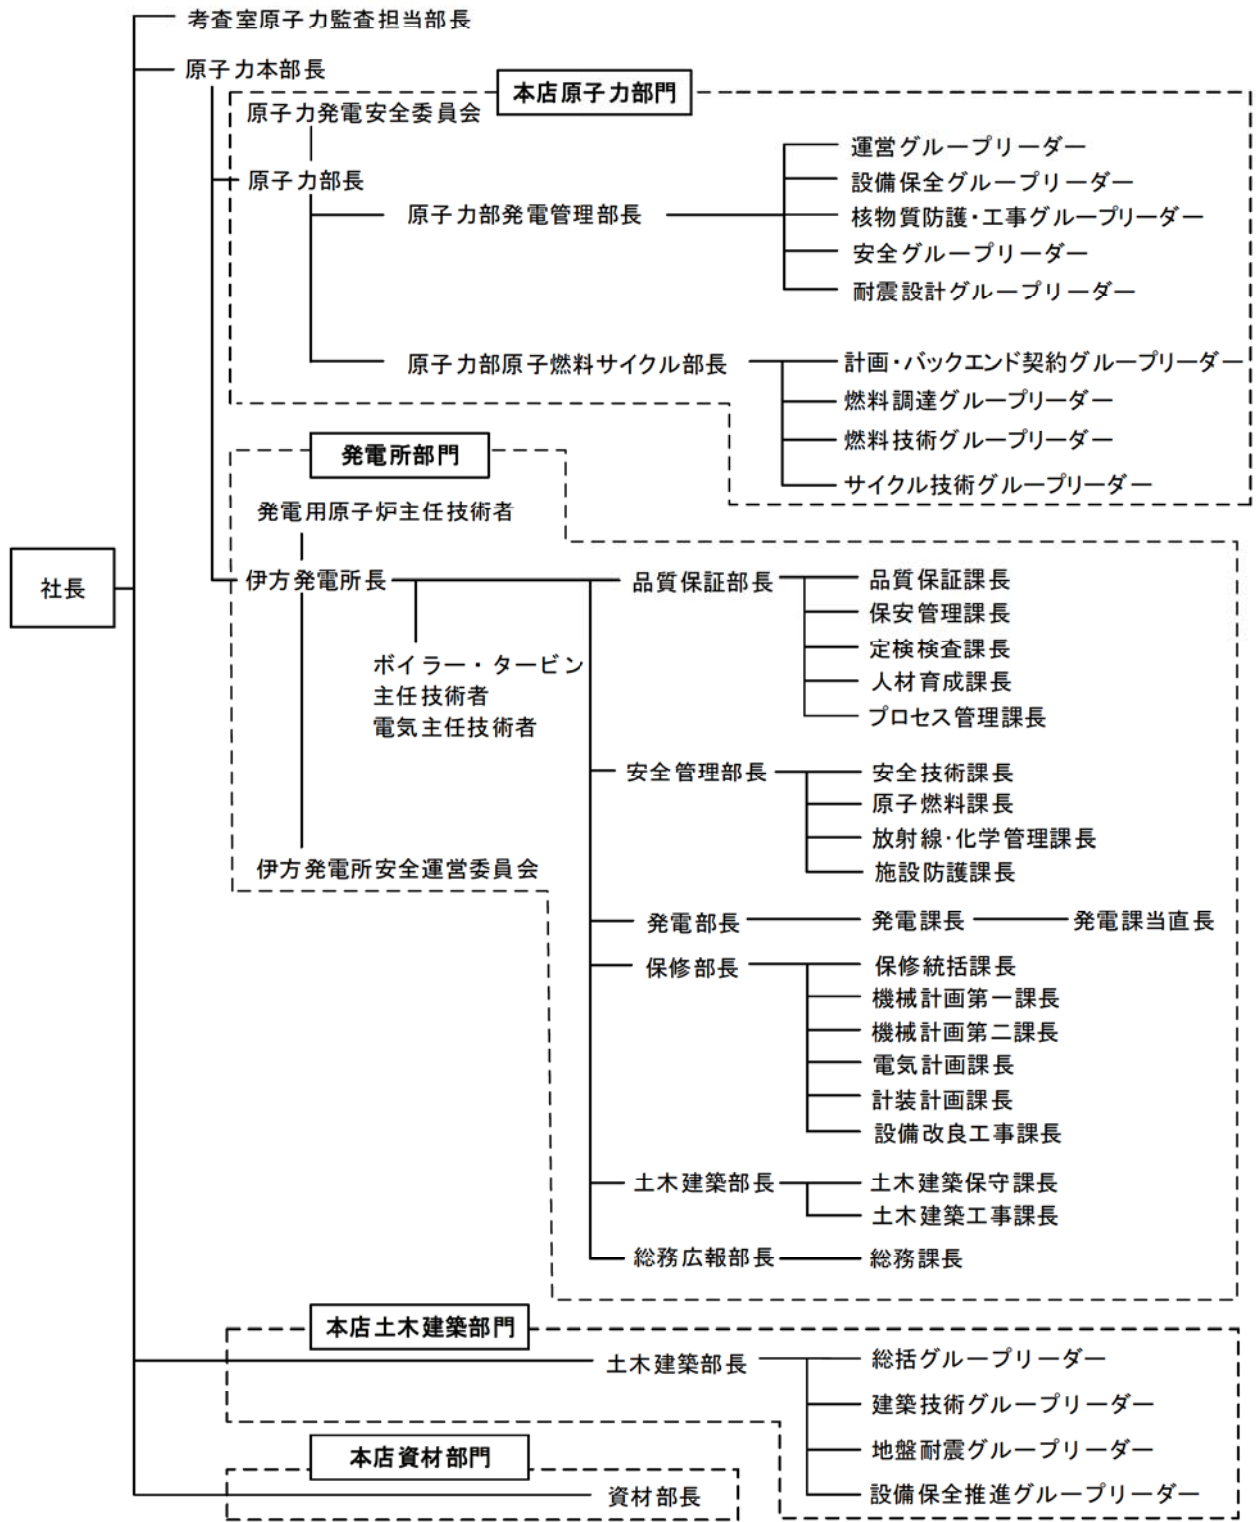 考査室原子力監査担当部長
原子力本部長
本店原子力部門
原子力発電安全委員会
原子力部長
原子力部発電管理部長
運営グループリーダー
設備保全グループリーダー
核物質防護・工事グループリーダー
安全グループリーダー
耐震設計グループリーダー
原子力部原子燃料サイクル部長
計画・バックエンド契約グループリーダー
燃料調達グループリーダー
燃料技術グループリーダー
サイクル技術グループリーダー
発電所部門
発電用原子炉主任技術者
社長
伊方発電所長
ボイラー・タービン
主任技術者
電気主任技術者
伊方発電所安全運営委員会
品質保証部長
品質保証課長
保安管理課長
定検検査課長
人材育成課長
プロセス管理課長
安全管理部長
安全技術課長
原子燃料課長
放射線・化学管理課長
施設防護課長
発電部長
発電課長
発電課当直長
保修部長
保修統括課長
機械計画第一課長
機械計画第二課長
電気計画課長
計装計画課長
設備改良工事課長
土木建築部長
土木建築保守課長
土木建築工事課長
総務広報部長
総務課長
本店土木建築部門
土木建築部長
総括グループリーダー
建築技術グループリーダー
地盤耐震グループリーダー
設備保全推進グループリーダー
本店資材部門
資材部長